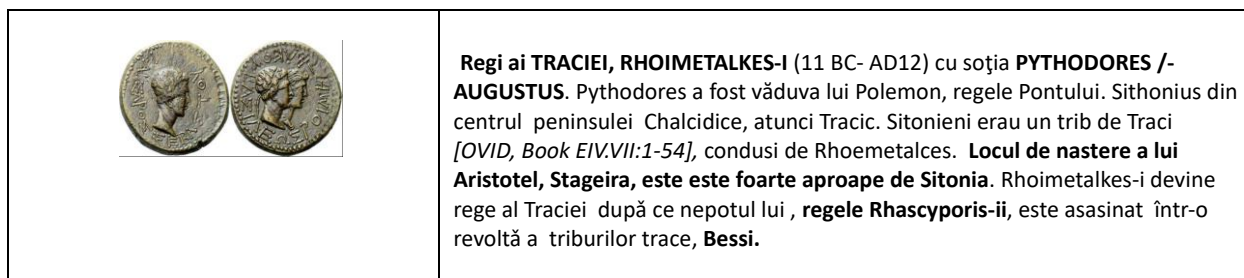 Regi ai TRACIEI, RHOIMETALKES-I (11 BC- AD12) cu soţia PYTHODORES /-
AUGUSTUS. Pythodores a fost văduva lui Polemon, regele Pontului. Sithonius din
centrul peninsulei Chalcidice, atunci Tracic. Sitonieni erau un trib de Traci
[OVID, Book EIV.VII:1-54], condusi de Rhoemetalces. Locul de nastere a lui
Aristotel, Stageira, este este foarte aproape de Sitonia. Rhoimetalkes-i devine
rege al Traciei după ce nepotul lui , regele Rhascyporis-ii, este asasinat într-o
revoltă a triburilor trace, Bessi.